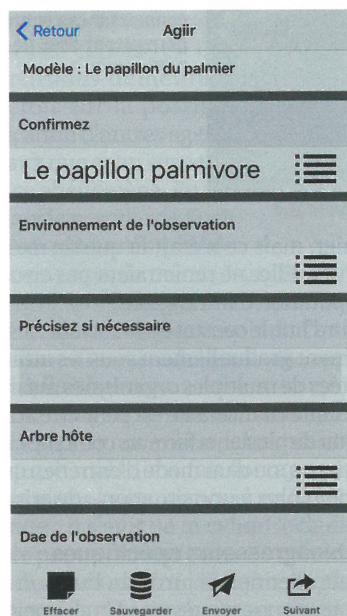 Retour Agiir
Modèle : Le papillon du palmier
Confirmez
Le papillon palmivore
Environnement de l'observation
Précisez si nécessaire
Arbre hôte
Dae de l'observation
Effacer Sauvegarder Envoyer Suivant